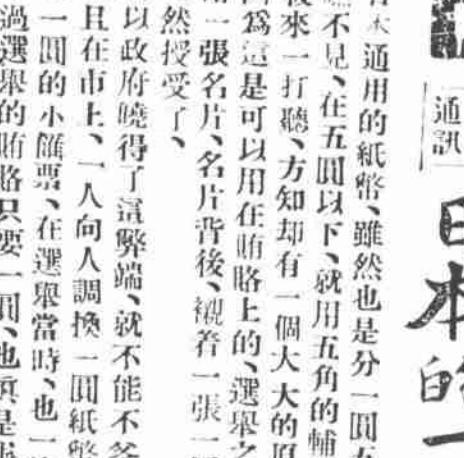 通訊
日本的一
本通用的紙幣、雖然也是分一圓五
不見、在五圓以下、就用五角的輔
後來一打聽、方知却有一個大大的原
因爲這是可以用在賄賂上的、選舉之
一張名片、名片背後、襯着一張一
然授受了、
以政府曉得了這弊端、就不能不
且在市上、一人向人調換一圓紙幣
一圓的小匯票、在選舉當時、也一
過選舉的賄賂只要一圓、也眞是